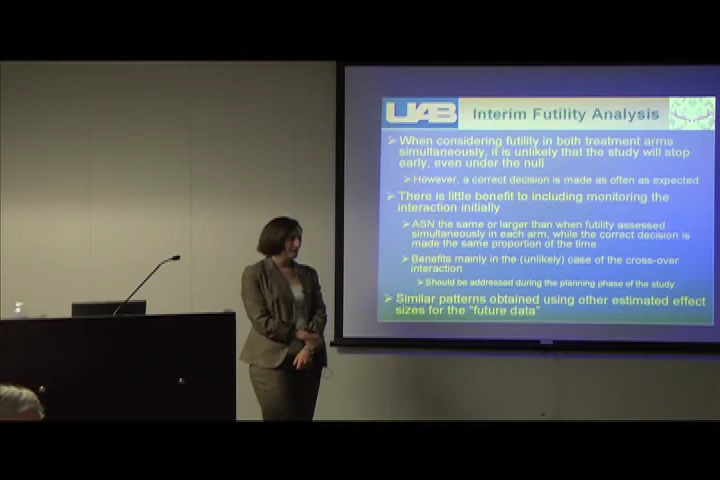 UAB
Interim Futility Analysis
➢ When considering futility in both treatment arms
simultaneously, it is unlikely that the study will stop
early, even under the null
➢ However, a correct decision is made as often as expected
➢ There is little benefit to including monitoring the
interaction initially
➢ ASN the same or larger than when futility assessed
simultaneously in each arm, while the correct decision is
made the same proportion of the time
➢ Benefits mainly in the (unlikely) case of the cross-over
interaction
➢ Should be addressed during the planning phase of the study
➢ Similar patterns obtained using other estimated effect
sizes for the "future data"